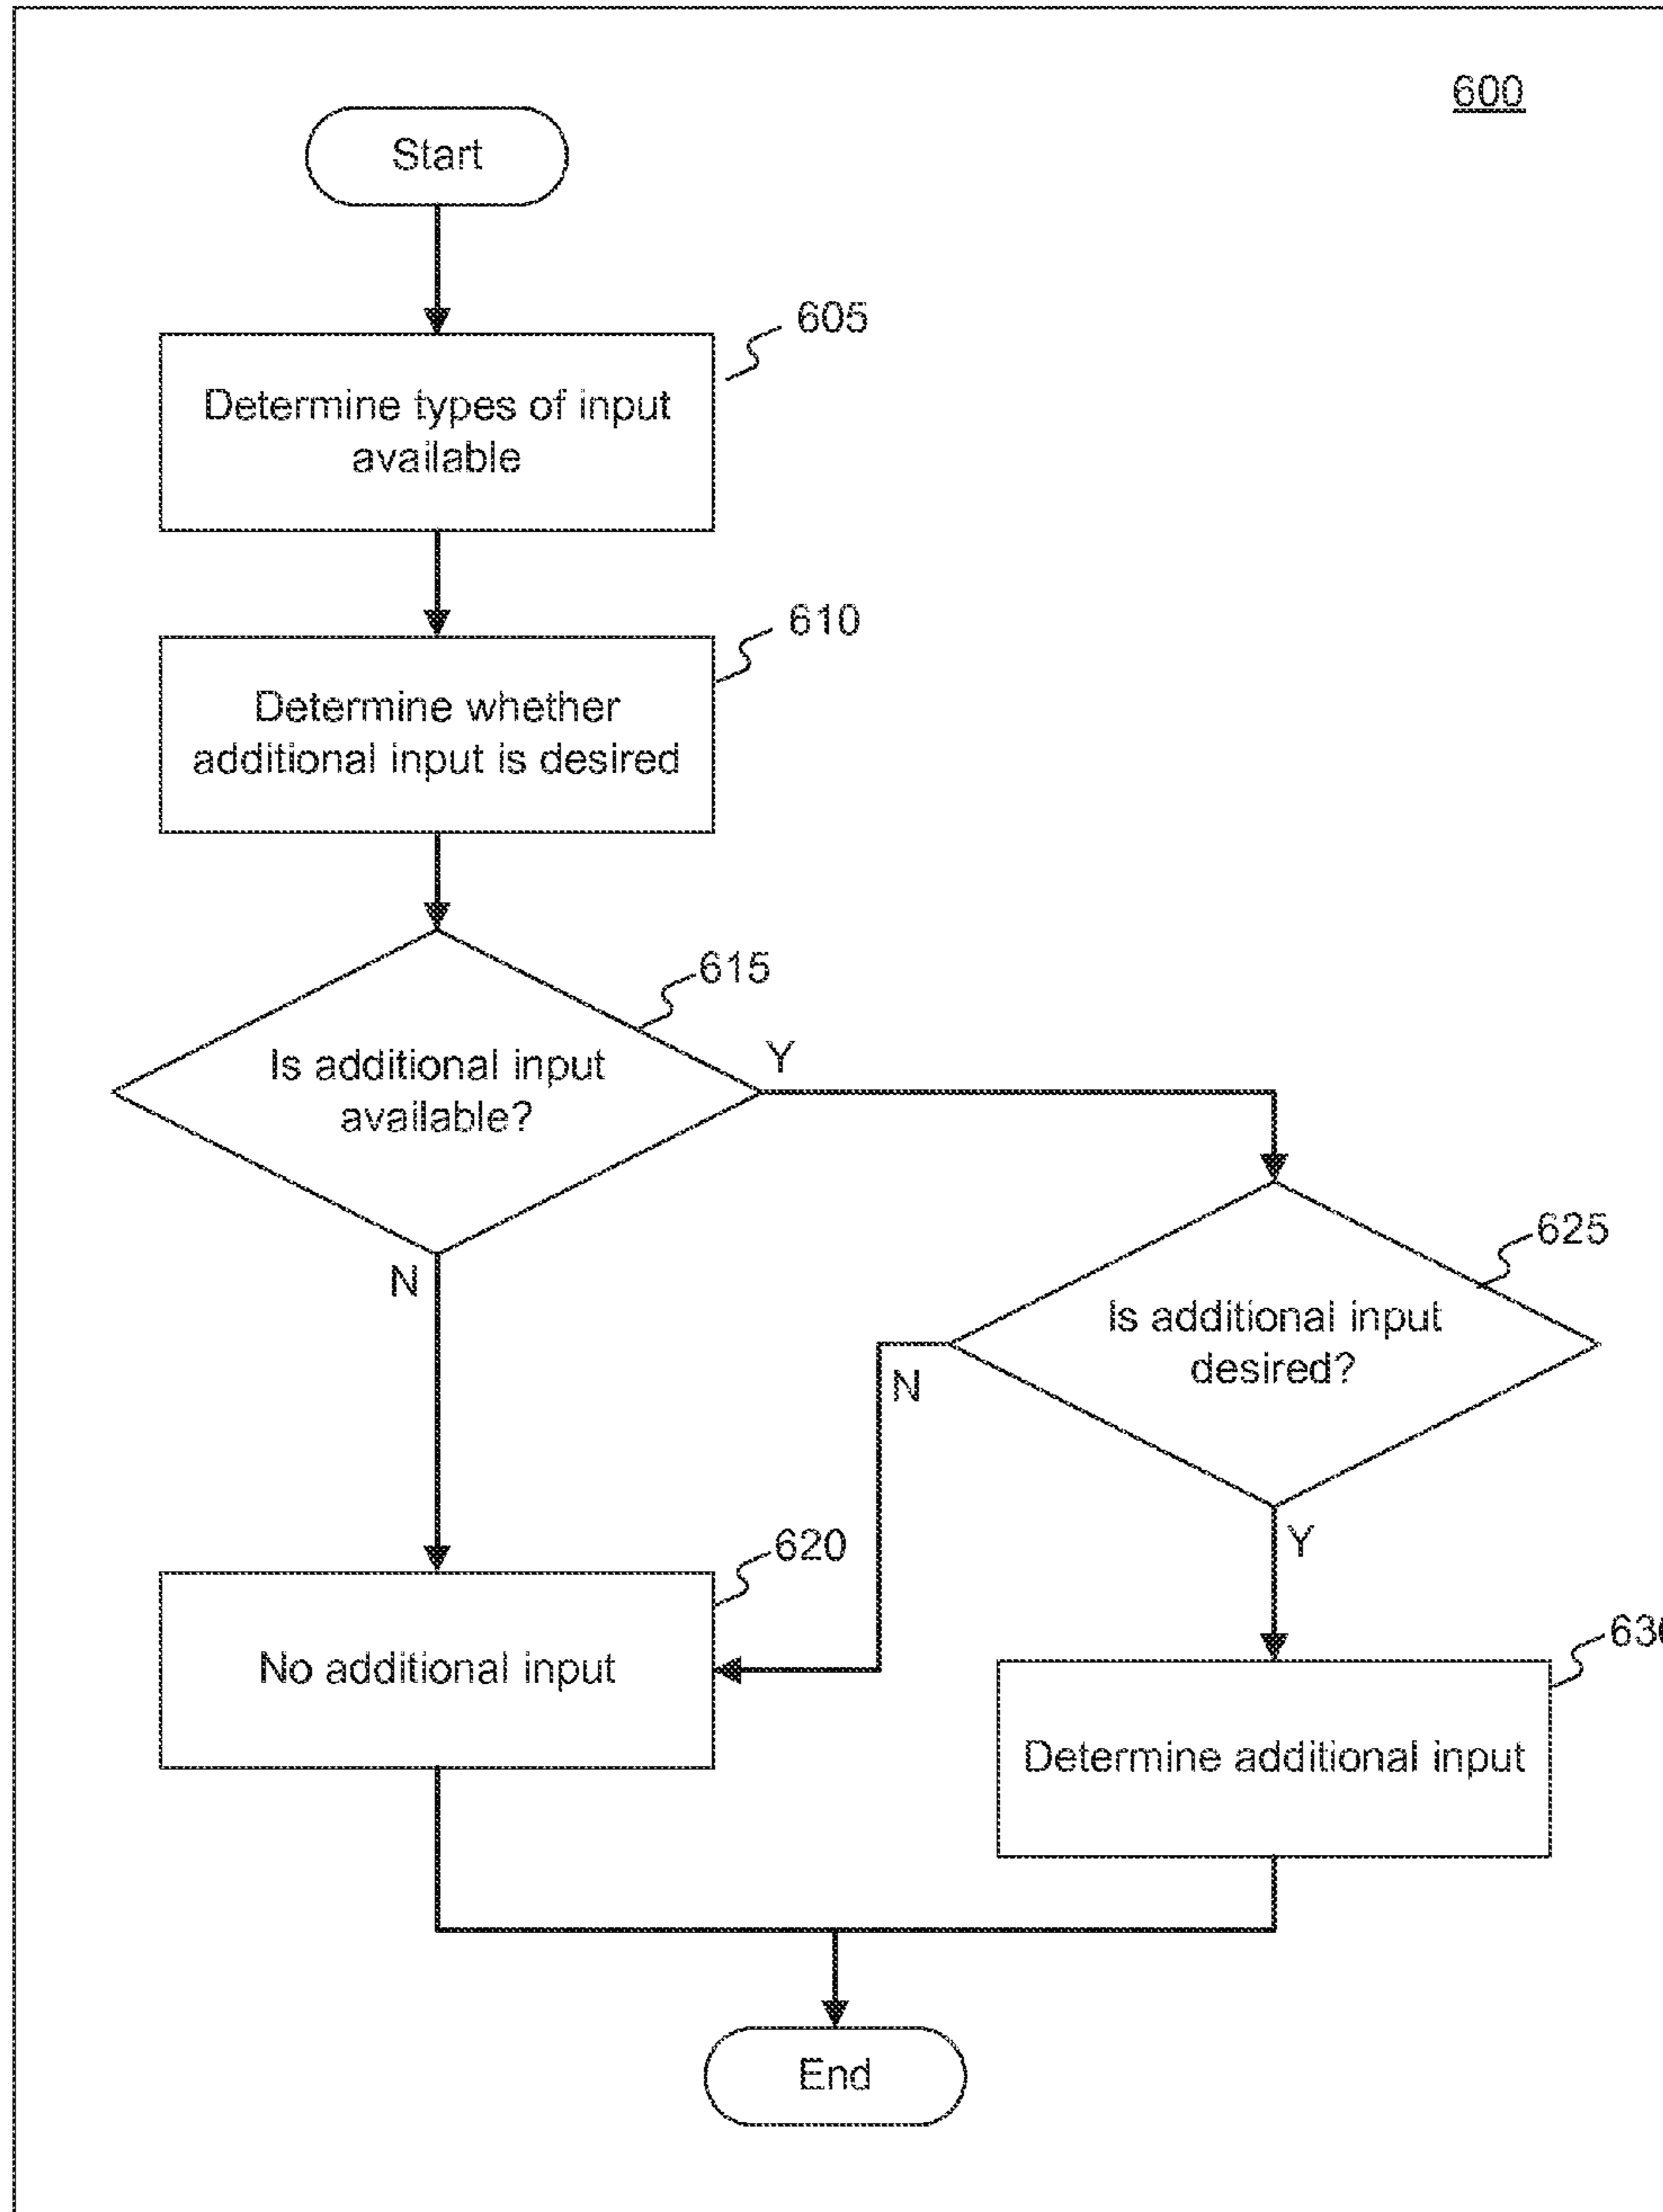 600
Start
605
Determine types of input
available
610
Determine whether
additional input is desired
615
Is additional input
available?
Y
N
625
Is additional input
desired?
N
Y
620
No additional input
630
Determine additional input
End